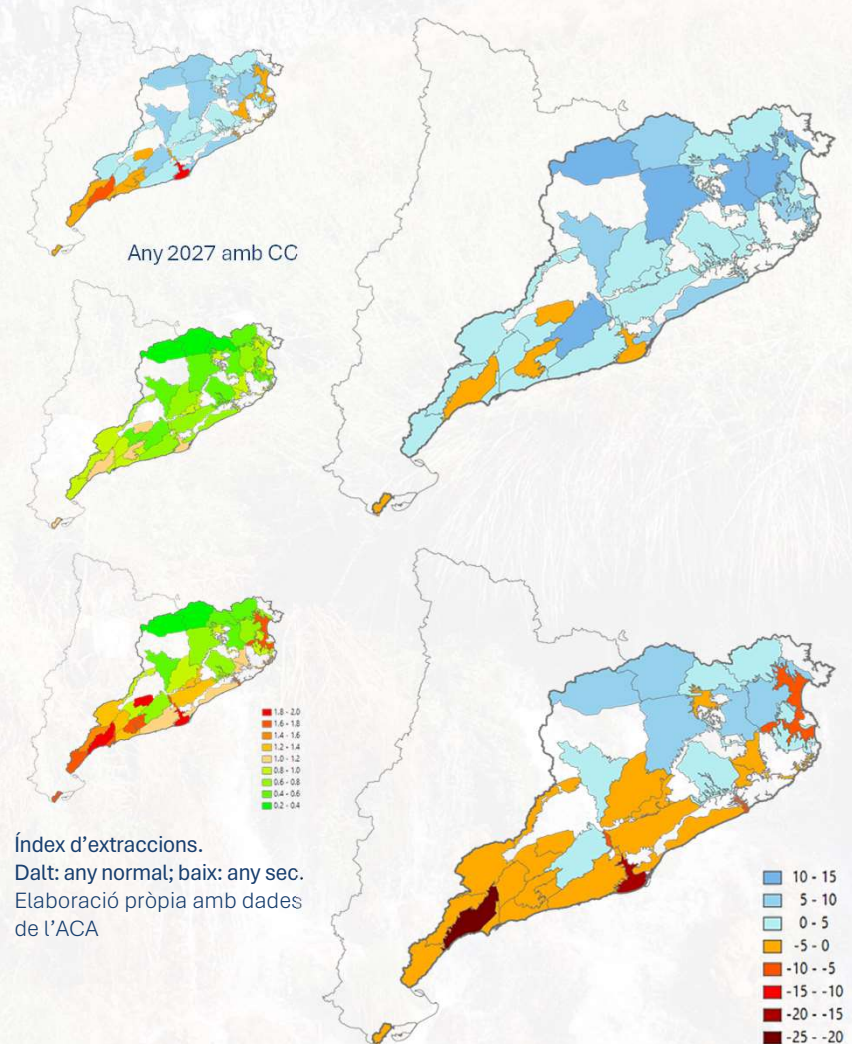 Any 2027 amb CC
1.8 - 2.0
1.6 - 1.8
1.4 - 1.6
1.2 - 1.4
1.0 - 1.2
0.8 - 1.0
0.6 - 0.8
0.4 - 0.6
0.2 - 0.4
Índex d’extraccions.
Dalt: any normal; baix: any sec.
Elaboració pròpia amb dades
de l’ACA
10 - 15
5 - 10
0 - 5
-5 - 0
-10 - -5
-15 - -10
-20 - -15
-25 - -20